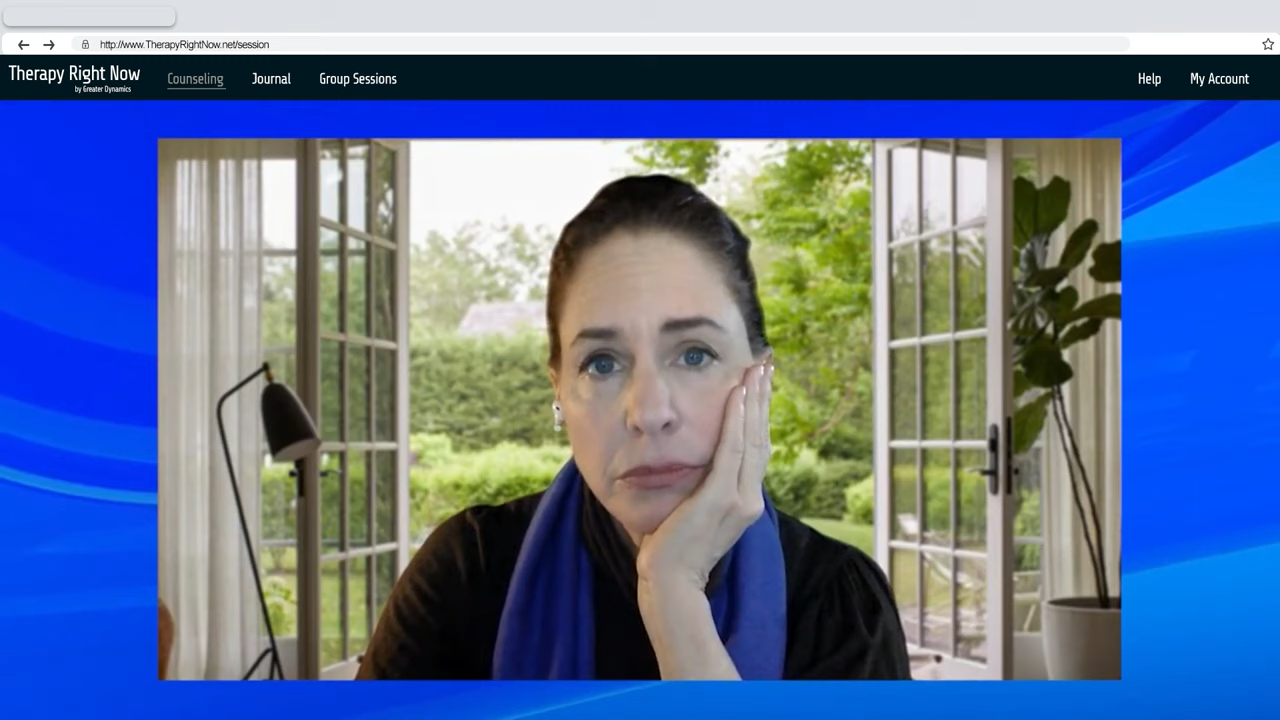 http://www.TherapyRightNow.net/session
Therapy Right Now
by Greater Dynamics
Counseling
Journal
Group Sessions
Help
My Account